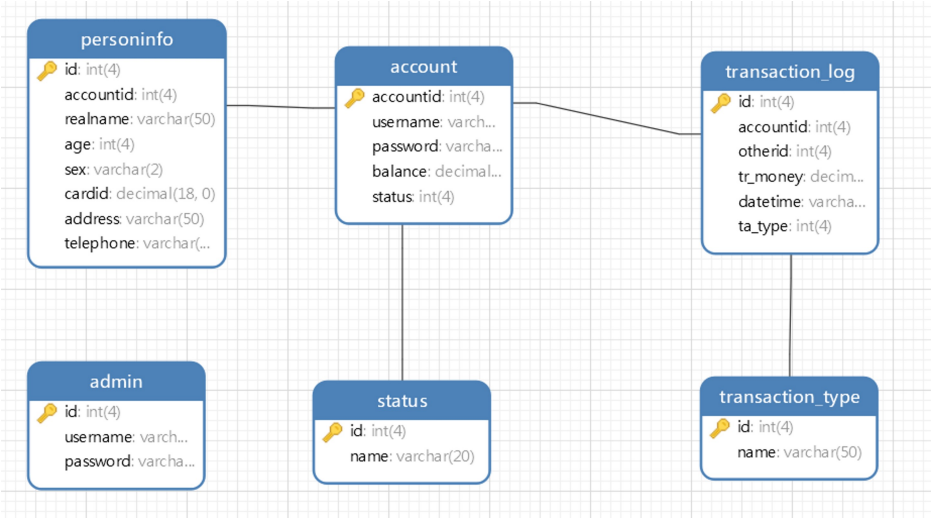 personinfo
id: int(4)
accountid: int(4)
realname: varchar(50)
age: int(4)
sex: varchar(2)
cardid: decimal(18, 0)
address: varchar(50)
telephone: varchar(...
account
accountid: int(4)
username: varch...
password: varcha...
balance: decimal...
status: int(4)
transaction_log
id: int(4)
accountid: int(4)
otherid: int(4)
tr_money: decim...
datetime: varcha...
ta_type: int(4)
admin
id: int(4)
username: varch...
password: varcha...
status
id: int(4)
name: varchar(20)
transaction_type
id: int(4)
name: varchar(50)